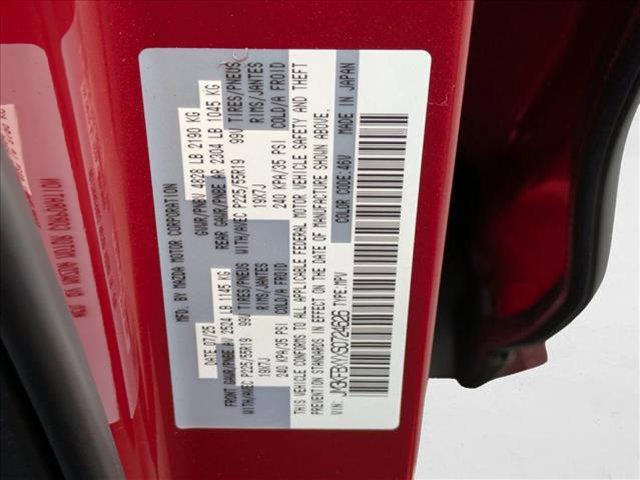 MFD. BY MAZDA MOTOR CORPORATION
DATE 07/25 GVWR/PNBV 4828 LB 2190 KG
FRONT GAWR/PNBE AV 2604 LB 1045 KG REAR GAWR/PNBE AR 2304 LB 1045 KG
WITH/AVEC P225/55R19 99V TIRES/PNEUS WITH/AVEC P225/55R19 99V TIRES/PNEUS
19X7J RIMS/JANTES 19X7J RIMS/JANTES
240 KPA/35 PSI COLD/A FROID 240 KPA/35 PSI COLD/A FROID
THIS VEHICLE CONFORMS TO ALL APPLICABLE FEDERAL MOTOR VEHICLE SAFETY AND THEFT
PREVENTION STANDARDS IN EFFECT ON THE DATE OF MANUFACTURE SHOWN ABOVE.
VIN: TYPE: MPV COLOR CODE: MADE IN JAPAN